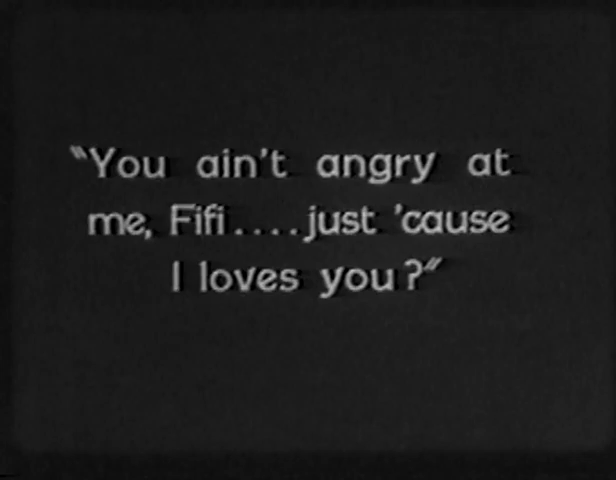 "You ain't angry at
me, Fifi....just 'cause
I loves you?"